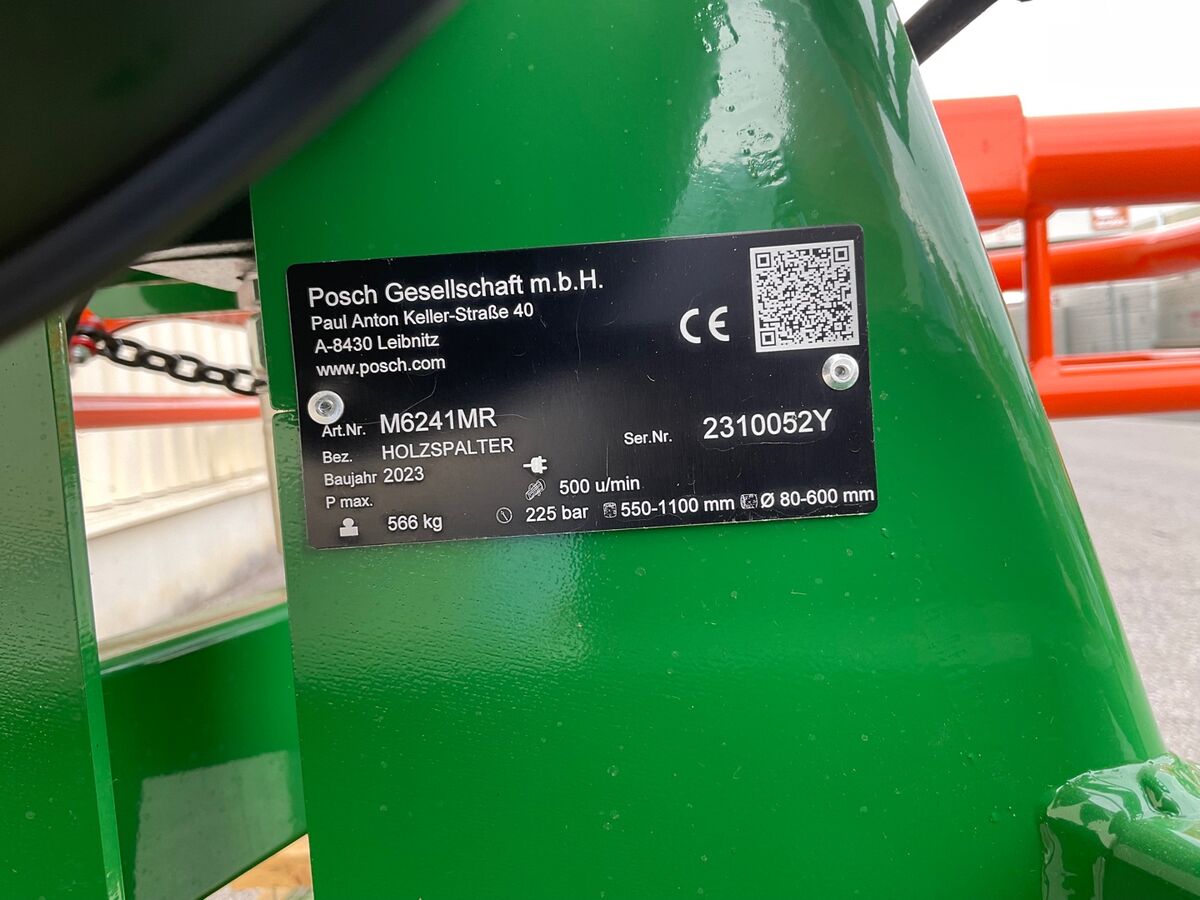 Posch Gesellschaft m.b.H.
Paul Anton Keller-Straße 40
A-8430 Leibnitz
www.posch.com
CE
Art.Nr. M6241MR
Ser.Nr. 2310052Y
Bez. HOLZSPALTER
Baujahr 2023
P max. 500 u/min
566 kg 225 bar 550-1100 mm Ø 80-600 mm